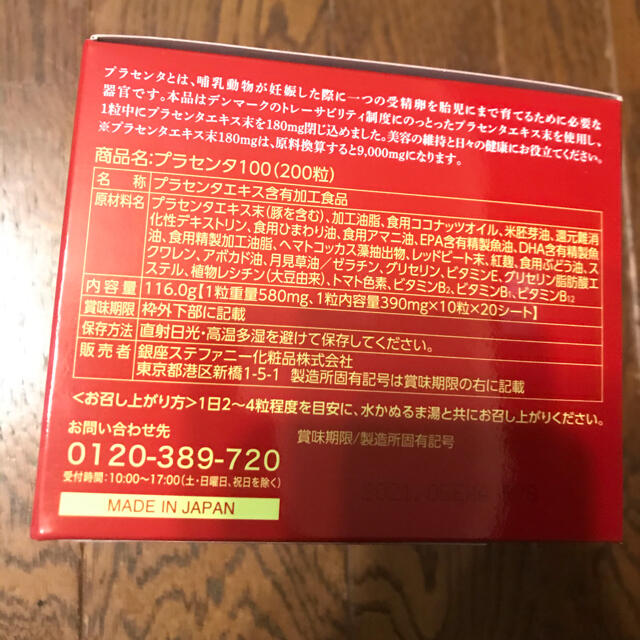 プラセンタとは、哺乳動物が妊娠した際に一つの受精卵を胎児にまで育てるために必要な
器官です。本品はデンマークのトレーサビリティ制度にのっとったプラセンタエキス末を使用し、
1粒中にプラセンタエキス末を180mg閉じ込めました。美容の維持と日々の健康にお役立てください。
※プラセンタエキス末180mgは、原料換算すると9,000mgになります。
商品名:プラセンタ100(200粒)
名 称 プラセンタエキス含有加工食品
原材料名 プラセンタエキス末(豚を含む)、加工油脂、食用ココナッツオイル、米胚芽油、還元難消
化性デキストリン、食用ひまわり油、食用アマニ油、EPA含有精製魚油、DHA含有精製魚
油、食用精製加工油脂、ヘマトコッカス藻抽出物、レッドビート末、紅麹、食用ぶどう油、ス
クワレン、アボカド油、月見草油/ゼラチン、グリセリン、ビタミンE、グリセリン脂肪酸エ
ステル、植物レシチン(大豆由来)、トマト色素、ビタミンB2、ビタミンB1、ビタミンB12
内容量 116.0g【1粒重量580mg、1粒内容量390mg×10粒×20シート】
賞味期限 枠外下部に記載
保存方法 直射日光・高温多湿を避けて保存してください。
販売者 銀座ステファニー化粧品株式会社
東京都港区新橋1-5-1 製造所固有記号は賞味期限の右に記載
<お召し上がり方>1日2~4粒程度を目安に、水かぬるま湯と共にお召し上がりください。
お問い合わせ先
0120-389-720
受付時間:10:00~17:00(土・日曜日、祝日を除く)
賞味期限/製造所固有記号
MADE IN JAPAN